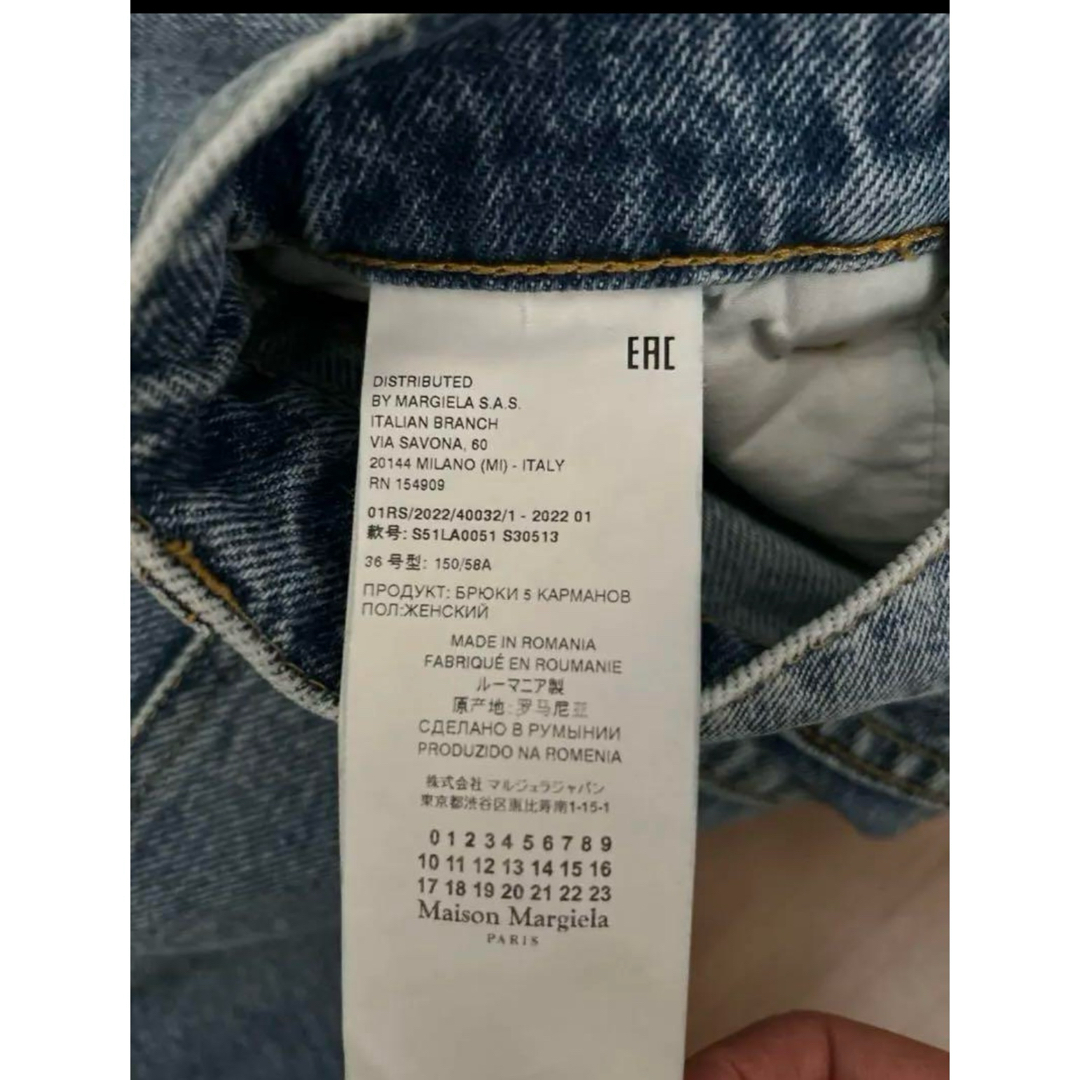 EAC
DISTRIBUTED
BY MARGIELA S.A.S.
ITALIAN BRANCH
VIA SAVONA, 60
20144 MILANO (MI) - ITALY
RN 154909
01RS/2022/40032/1 - 2022 01
款号: S51LA0051 S30513
36 号型: 150/58A
ПРОДУКТ: БРЮКИ 5 КАРМАНОВ
ПОЛ:ЖЕНСКИЙ
MADE IN ROMANIA
FABRIQUÉ EN ROUMANIE
ルーマニア製
原产地: 罗马尼亚
СДЕЛАНО В РУМЫНИИ
PRODUZIDO NA ROMENIA
株式会社 マルジェラジャパン
東京都渋谷区恵比寿南1-15-1
0 1 2 3 4 5 6 7 8 9
10 11 12 13 14 15 16
17 18 19 20 21 22 23
Maison Margiela
PARIS